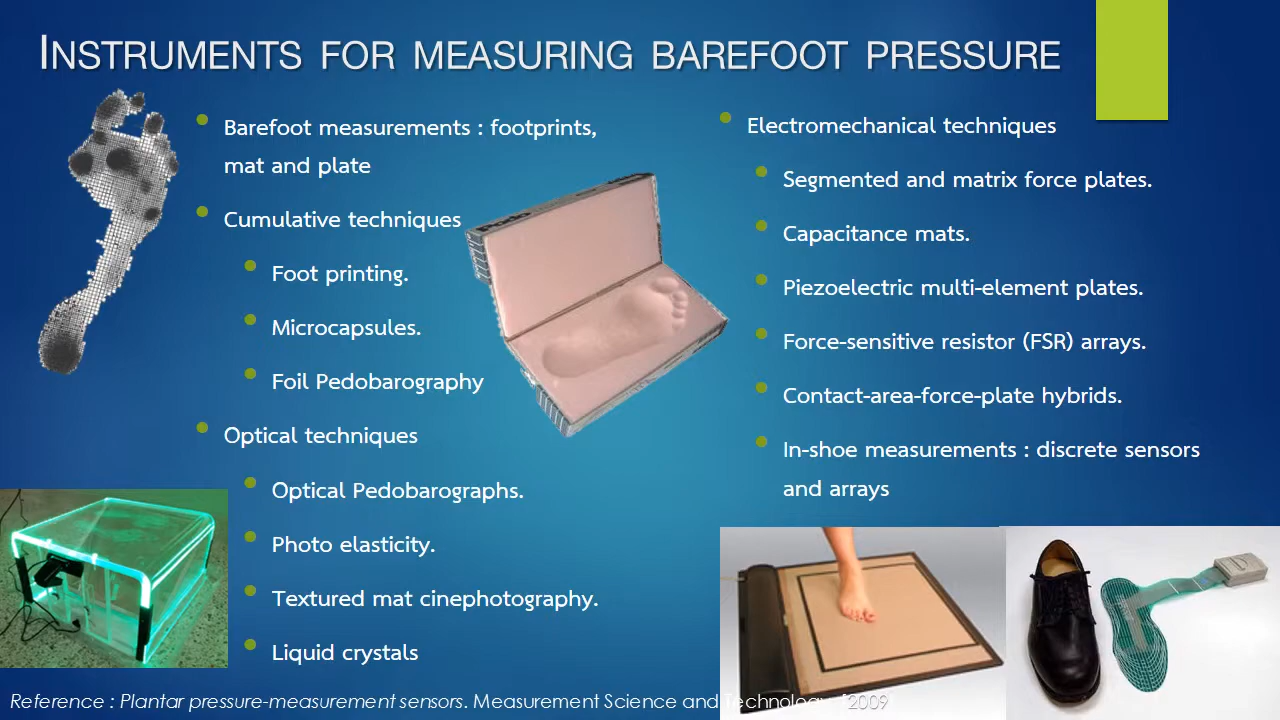 INSTRUMENTS FOR MEASURING BAREFOOT PRESSURE
Barefoot measurements : footprints,
mat and plate
Cumulative techniques
Foot printing.
Microcapsules.
Foil Pedobarography
Optical techniques
Optical Pedobarographs.
Photo elasticity.
Textured mat cinephotography.
Liquid crystals
Electromechanical techniques
Segmented and matrix force plates.
Capacitance mats.
Piezoelectric multi-element plates.
Force-sensitive resistor (FSR) arrays.
Contact-area-force-plate hybrids.
In-shoe measurements : discrete sensors
and arrays
Reference : Plantar pressure-measurement sensors. Measurement Science and Technology. (2009)